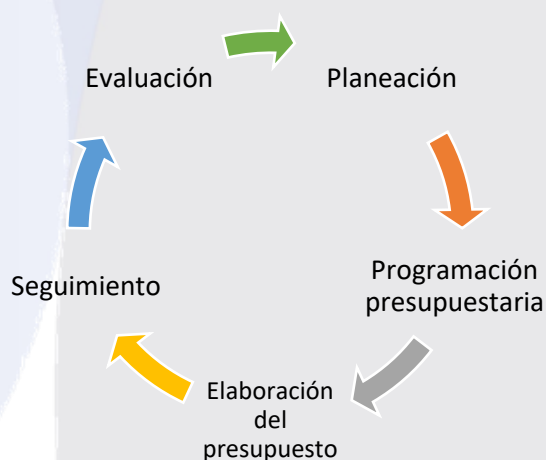 Evaluación
Planeación
Programación
presupuestaria
Elaboración
del
presupuesto
Seguimiento